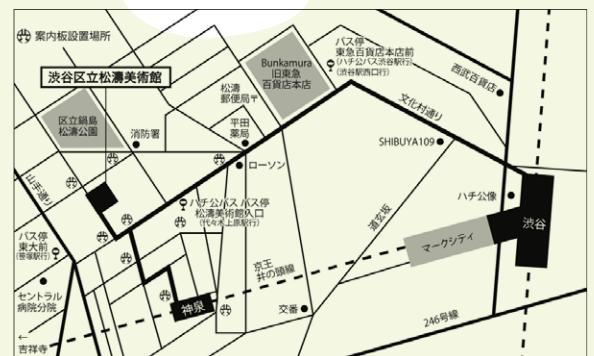 案内板設置場所
渋谷区立松濤美術館
区立鍋島
松濤公園
消防署
松濤
郵便局〒
平田
薬局
ローソン
Bunkamura
旧東急
百貨店本店
バス停
東急百貨店本店前
(ハチ公バス渋谷駅行)
(渋谷駅西口行)
西武百貨店
文化村通り
SHIBUYA109
ハチ公像
渋谷
マークシティ
道玄坂
山手通り
ハチ公バス バス停
松濤美術館入口
(代々木上原駅行)
バス停
東大前
(笹塚駅行)
セントラル
病院分院
京王
井の頭線
神泉
交番
246号線
←
吉祥寺